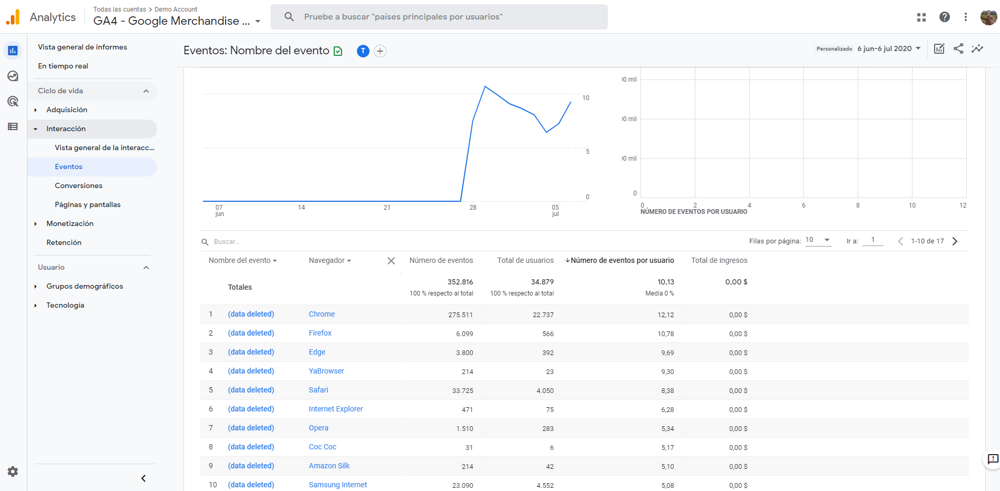 Analytics
Todas las cuentas > Demo Account
GA4 - Google Merchandise ...
Pruebe a buscar "países principales por usuarios"
Vista general de informes
En tiempo real
Ciclo de vida
Adquisición
Interacción
Vista general de la interacc...
Eventos
Conversiones
Páginas y pantallas
Monetización
Retención
Usuario
Grupos demográficos
Tecnología
Eventos: Nombre del evento
T
Personalizado 6 jun-6 jul 2020
10
5
0
07 jun
14
21
28
05 jul
00 mil
00 mil
00 mil
0
0 2 4 6 8 10 12
NÚMERO DE EVENTOS POR USUARIO
Buscar...
Filas por página: 10 Ir a: 1 1-10 de 17
Nombre del evento Navegador Número de eventos Total de usuarios Número de eventos por usuario Total de ingresos
Totales 352.816 34.879 10,13 0,00 $
100 % respecto al total 100 % respecto al total Media 0 %
1 (data deleted) Chrome 275.511 22.737 12,12 0,00 $
2 (data deleted) Firefox 6.099 566 10,78 0,00 $
3 (data deleted) Edge 3.800 392 9,69 0,00 $
4 (data deleted) YaBrowser 214 23 9,30 0,00 $
5 (data deleted) Safari 33.725 4.050 8,38 0,00 $
6 (data deleted) Internet Explorer 471 75 6,28 0,00 $
7 (data deleted) Opera 1.510 283 5,34 0,00 $
8 (data deleted) Coc Coc 31 6 5,17 0,00 $
9 (data deleted) Amazon Silk 214 42 5,10 0,00 $
10 (data deleted) Samsung Internet 23.090 4.552 5,08 0,00 $